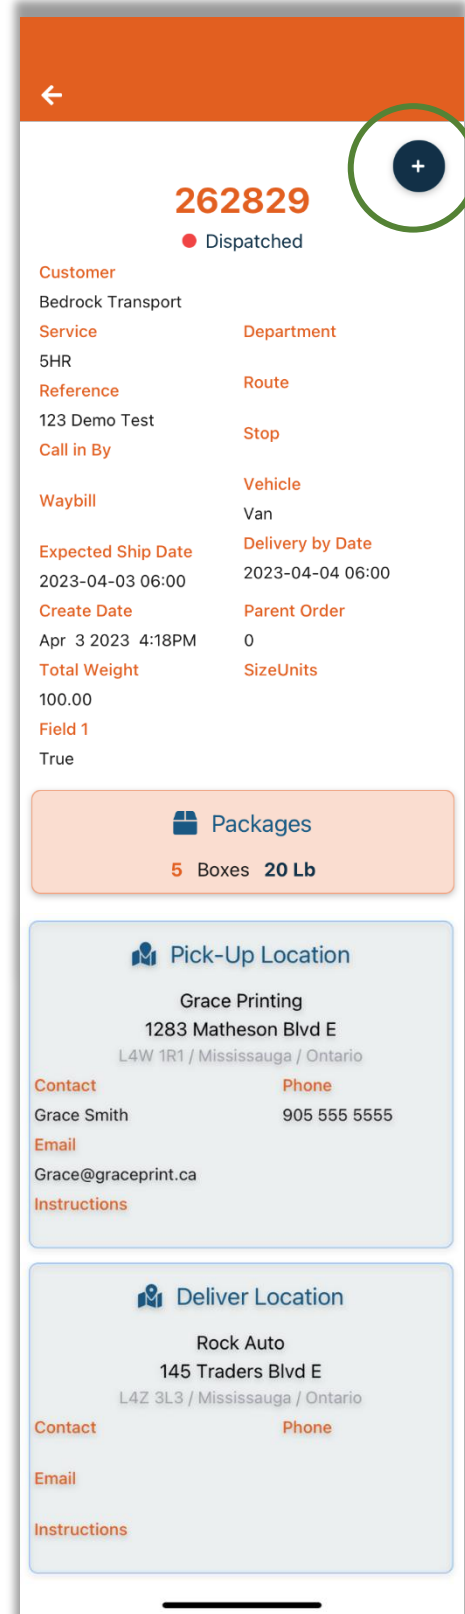 +
262829
Dispatched
Customer
Bedrock Transport
Service
Department
5HR
Reference
Route
123 Demo Test
Stop
Call in By
Vehicle
Waybill
Van
Expected Ship Date
Delivery by Date
2023-04-03 06:00
2023-04-04 06:00
Create Date
Parent Order
Apr 3 2023 4:18PM
0
Total Weight
SizeUnits
100.00
Field 1
True
Packages
5 Boxes 20 Lb
Pick-Up Location
Grace Printing
1283 Matheson Blvd E
L4W 1R1 / Mississauga / Ontario
Contact
Phone
Grace Smith
905 555 5555
Email
Grace@graceprint.ca
Instructions
Deliver Location
Rock Auto
145 Traders Blvd E
L4Z 3L3 / Mississauga / Ontario
Contact
Phone
Email
Instructions